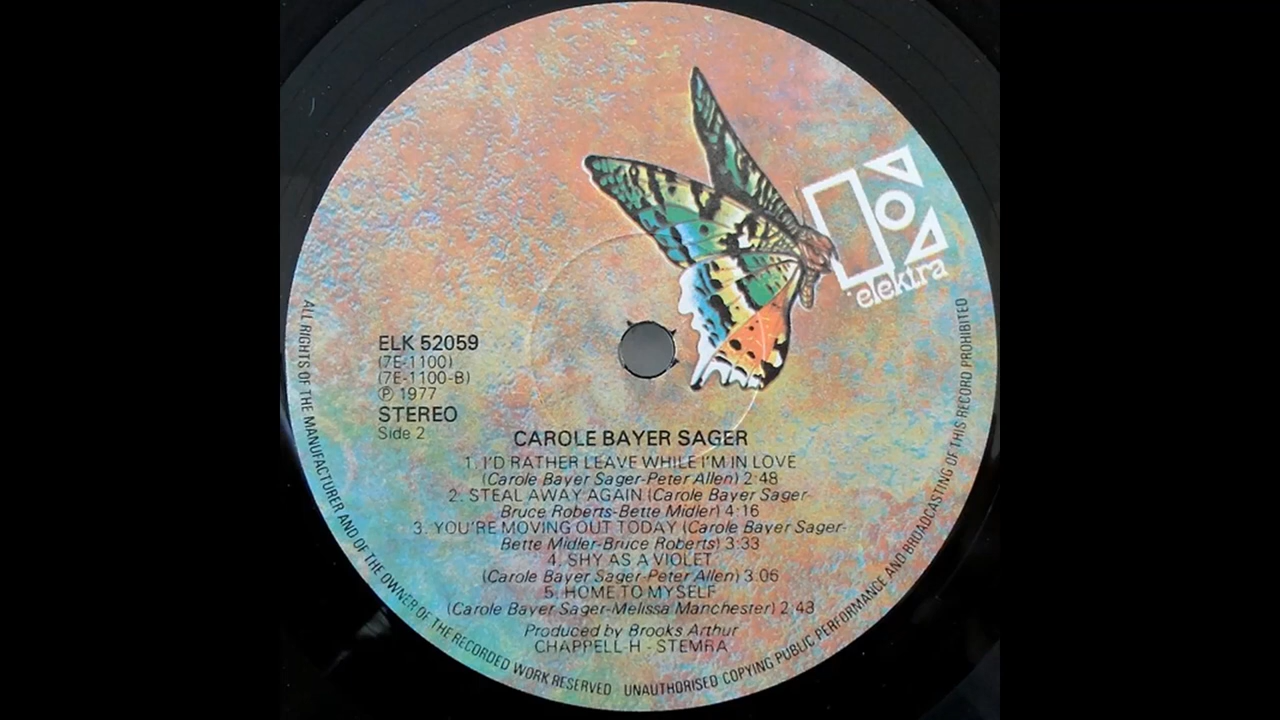 elektra
ELK 52059
(7E-1100)
(7E-1100-B)
℗ 1977
STEREO
Side 2
CAROLE BAYER SAGER
1. I'D RATHER LEAVE WHILE I'M IN LOVE
(Carole Bayer Sager-Peter Allen) 2:48
2. STEAL AWAY AGAIN (Carole Bayer Sager-
Bruce Roberts-Bette Midler) 4:16
3. YOU'RE MOVING OUT TODAY (Carole Bayer Sager-
Bette Midler-Bruce Roberts) 3:33
4. SHY AS A VIOLET
(Carole Bayer Sager-Peter Allen) 3.06
5. HOME TO MYSELF
(Carole Bayer Sager-Melissa Manchester) 2:43
Produced by Brooks Arthur
CHAPPELL-H - STEMRA
ALL RIGHTS OF THE MANUFACTURER AND OF THE OWNER OF THE RECORDED WORK RESERVED UNAUTHORISED COPYING PUBLIC PERFORMANCE AND BROADCASTING OF THIS RECORD PROHIBITED